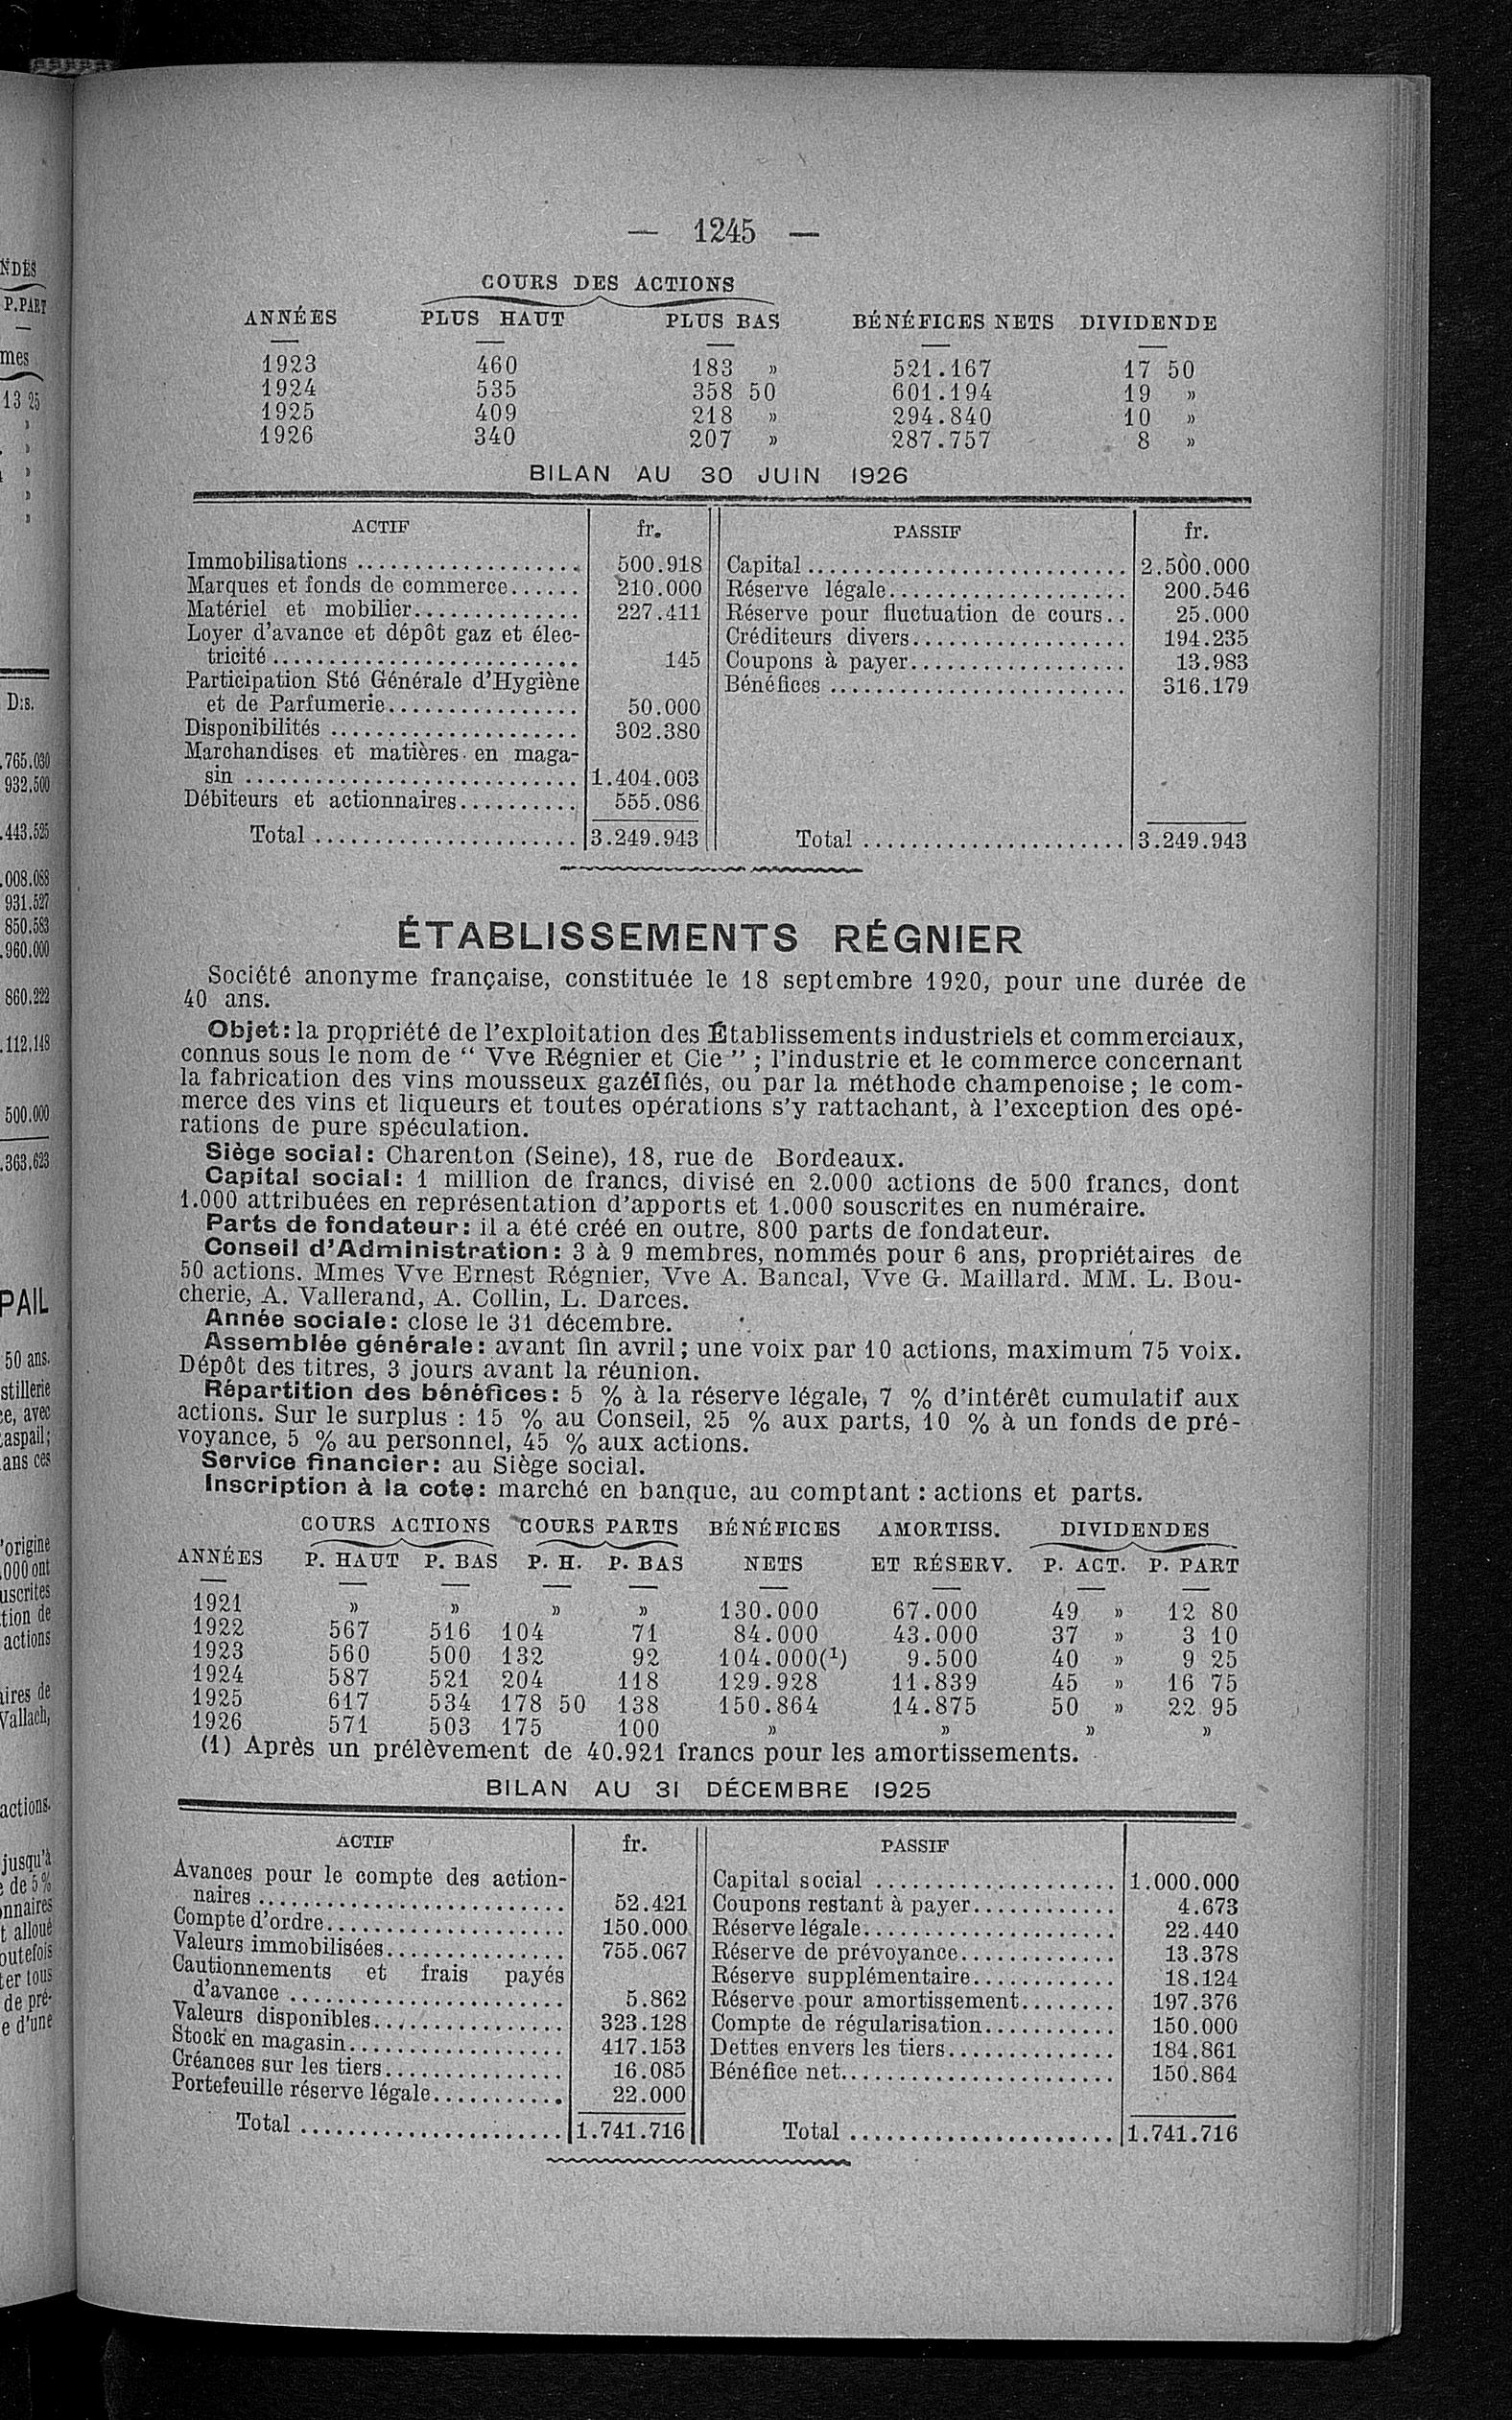 — 1245 —
COURS DES ACTIONS
ANNÉES PLUS HAUT PLUS BAS BÉNÉFICES NETS DIVIDENDE
1923 460 183 » 521.167 17 50
1924 535 358 50 601.194 19 »
1925 409 218 » 294.840 10 »
1926 340 207 » 287.757 8 »
BILAN AU 30 JUIN 1926
ACTIF fr. PASSIF fr.
Immobilisations 500.918 Capital 2.500.000
Marques et fonds de commerce 210.000 Réserve légale 200.546
Matériel et mobilier 227.411 Réserve pour fluctuation de cours 25.000
Loyer d'avance et dépôt gaz et élec- Créditeurs divers 194.235
tricité 145 Coupons à payer 13.983
Participation Sté Générale d'Hygiène Bénéfices 316.179
et de Parfumerie 50.000
Disponibilités 302.380
Marchandises et matières en maga-
sin 1.404.003
Débiteurs et actionnaires 555.086
Total 3.249.943 Total 3.249.943
ÉTABLISSEMENTS RÉGNIER
Société anonyme française, constituée le 18 septembre 1920, pour une durée de
40 ans.
Objet: la propriété de l'exploitation des Établissements industriels et commerciaux,
connus sous le nom de “ Vve Régnier et Cie ” ; l'industrie et le commerce concernant
la fabrication des vins mousseux gazéifiés, ou par la méthode champenoise ; le com-
merce des vins et liqueurs et toutes opérations s'y rattachant, à l'exception des opé-
rations de pure spéculation.
Siège social: Charenton (Seine), 18, rue de Bordeaux.
Capital social: 1 million de francs, divisé en 2.000 actions de 500 francs, dont
1.000 attribuées en représentation d'apports et 1.000 souscrites en numéraire.
Parts de fondateur: il a été créé en outre, 800 parts de fondateur.
Conseil d'Administration: 3 à 9 membres, nommés pour 6 ans, propriétaires de
50 actions. Mmes Vve Ernest Régnier, Vve A. Bancal, Vve G. Maillard. MM. L. Bou-
cherie, A. Vallerand, A. Collin, L. Darces.
Année sociale: close le 31 décembre.
Assemblée générale: avant fin avril; une voix par 10 actions, maximum 75 voix.
Dépôt des titres, 3 jours avant la réunion.
Répartition des bénéfices: 5 % à la réserve légale, 7 % d'intérêt cumulatif aux
actions. Sur le surplus : 15 % au Conseil, 25 % aux parts, 10 % à un fonds de pré-
voyance, 5 % au personnel, 45 % aux actions.
Service financier: au Siège social.
Inscription à la cote: marché en banque, au comptant : actions et parts.
COURS ACTIONS COURS PARTS BÉNÉFICES AMORTISS. DIVIDENDES
ANNÉES P. HAUT P. BAS P. H. P. BAS NETS ET RÉSERV. P. ACT. P. PART
1921 » » » » 130.000 67.000 49 » 12 80
1922 567 516 104 71 84.000 43.000 37 » 3 10
1923 560 500 132 92 104.000(1) 9.500 40 » 9 25
1924 587 521 204 118 129.928 11.839 45 » 16 75
1925 617 534 178 50 138 150.864 14.875 50 » 22 95
1926 571 503 175 100 » » » »
(1) Après un prélèvement de 40.921 francs pour les amortissements.
BILAN AU 31 DÉCEMBRE 1925
ACTIF fr. PASSIF
Avances pour le compte des action- Capital social 1.000.000
naires 52.421 Coupons restant à payer 4.673
Compte d'ordre 150.000 Réserve légale 22.440
Valeurs immobilisées 755.067 Réserve de prévoyance 13.378
Cautionnements et frais payés Réserve supplémentaire 18.124
d'avance 5.862 Réserve pour amortissement 197.376
Valeurs disponibles 323.128 Compte de régularisation 150.000
Stock en magasin 417.153 Dettes envers les tiers 184.861
Créances sur les tiers 16.085 Bénéfice net 150.864
Portefeuille réserve légale 22.000
Total 1.741.716 Total 1.741.716